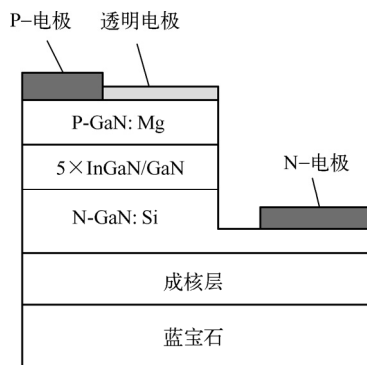 P-电极
透明电极
P-GaN: Mg
5×InGaN/GaN
N-电极
N-GaN: Si
成核层
蓝宝石